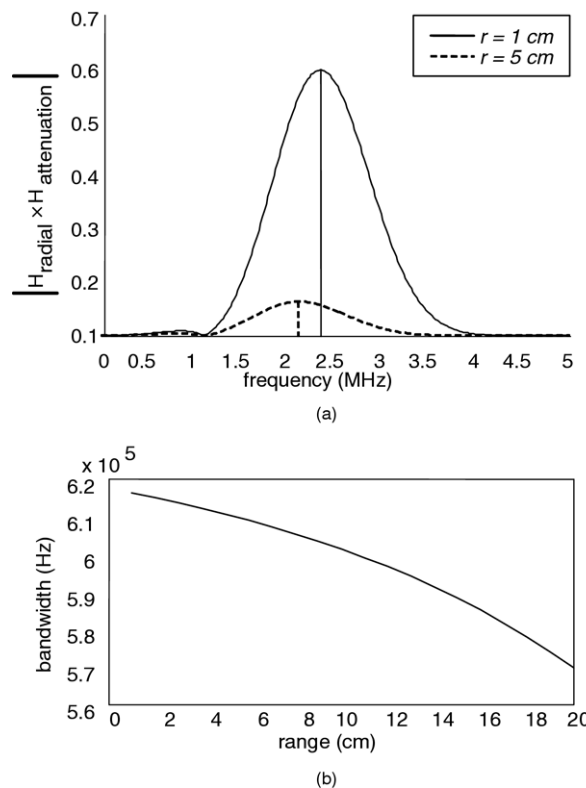 0.7
r = 1 cm
r = 5 cm
0.6
0.5
0.4
0.3
0.2
0.1
|H radial × H attenuation|
0 0.5 1 1.5 2 2.5 3 3.5 4 4.5 5
frequency (MHz)
(a)
x 10 5
6.2
6.1
6
5.9
5.8
5.7
5.6
bandwidth (Hz)
0 2 4 6 8 10 12 14 16 18 20
range (cm)
(b)